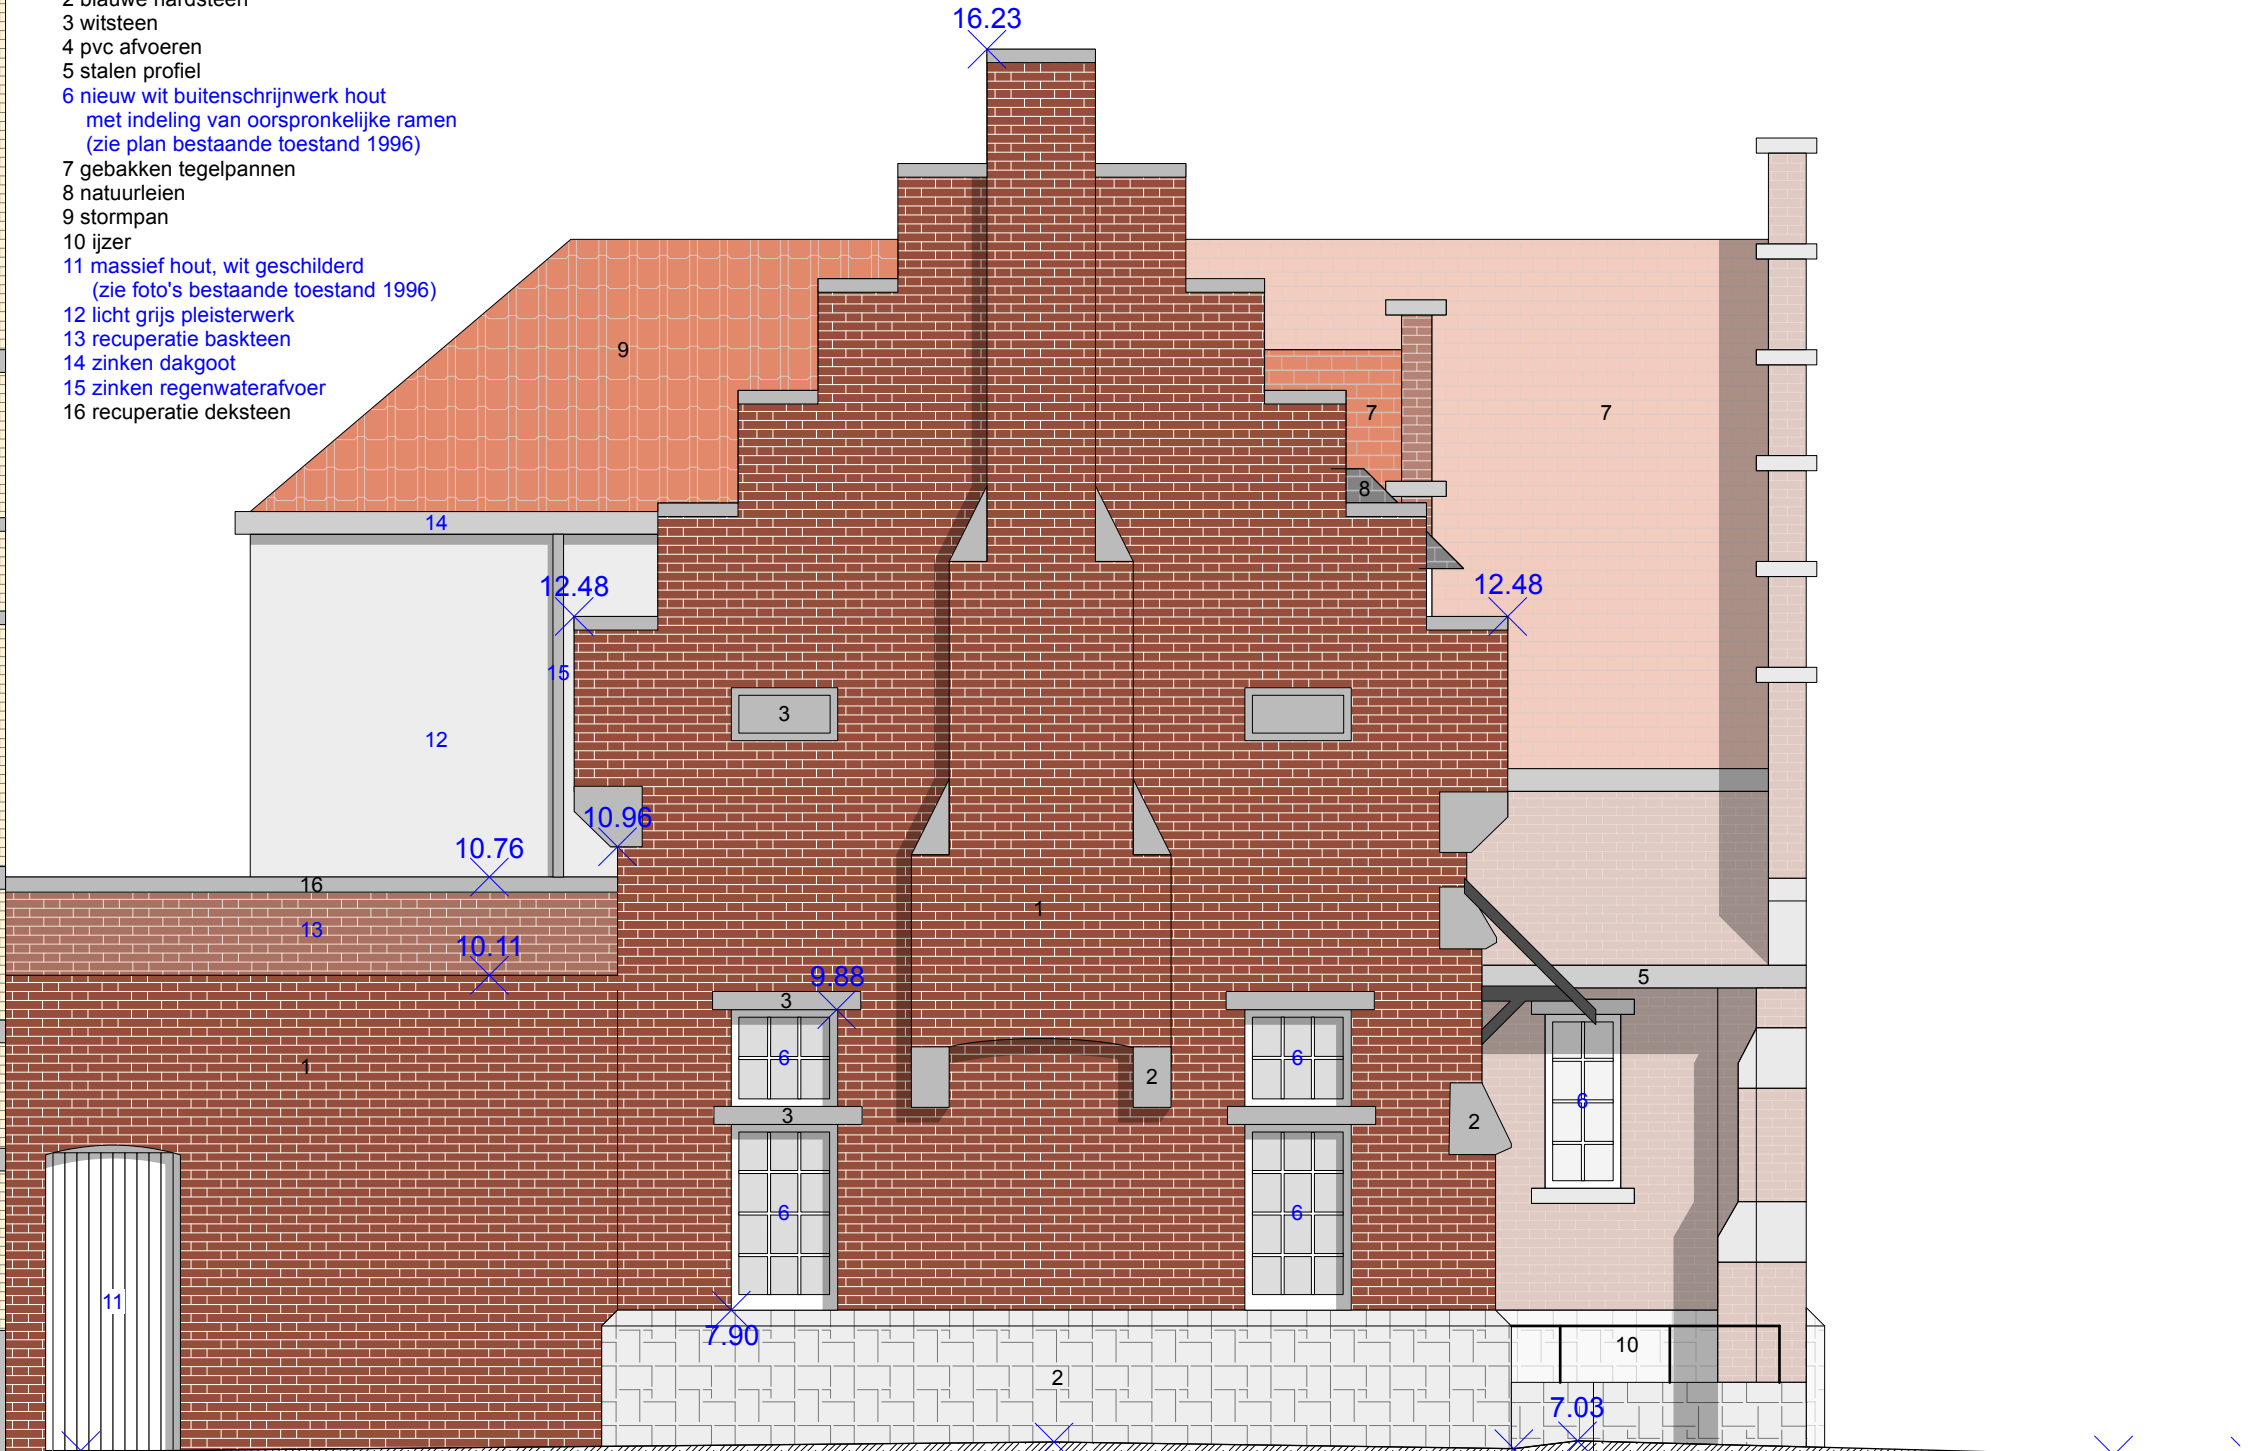 2 blauwe hardsteen
3 witsteen
4 pvc afvoeren
5 stalen profiel
6 nieuw wit buitenschrijnwerk hout
met indeling van oorspronkelijke ramen
(zie plan bestaande toestand 1996)
7 gebakken tegelpannen
8 natuurleien
9 stormpan
10 ijzer
11 massief hout, wit geschilderd
(zie foto's bestaande toestand 1996)
12 licht grijs pleisterwerk
13 recuperatie baksteen
14 zinken dakgoot
15 zinken regenwaterafvoer
16 recuperatie deksteen
16.23
9
7
7
8
14
12.48
12.48
15
3
12
10.96
10.76
16
1
13
10.11
9.88
5
3
1
6
6
2
6
3
2
6
6
11
7.90
10
2
7.03